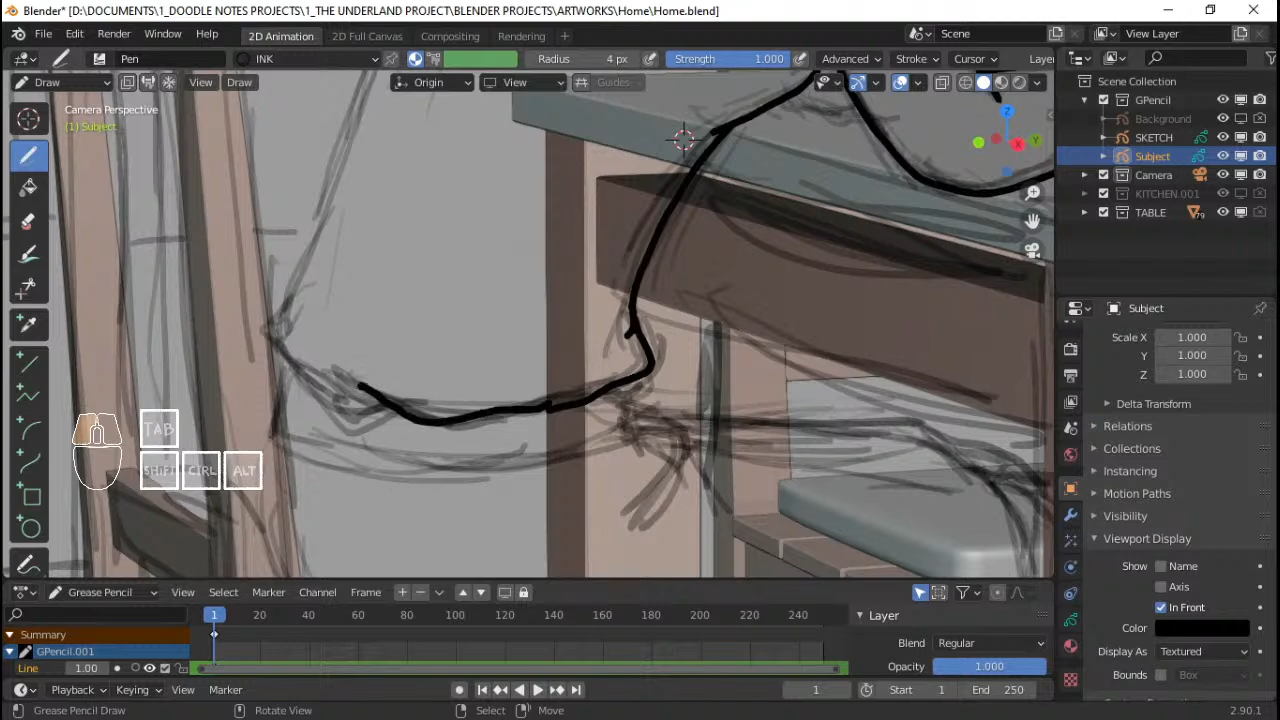 Blender* [D:\DOCUMENTS\1_DOODLE NOTES PROJECTS\1_THE UNDERLAND PROJECT\BLENDER PROJECTS\ARTWORKS\Home\Home.blend]
File Edit Render Window Help 2D Animation 2D Full Canvas Compositing Rendering Scene View Layer
Pen INK Radius 4 px Strength 1.000 Advanced Stroke Cursor Layer
Draw View Draw Origin View Guides
Camera Perspective
(1) Subject
Z
Y
X
Scene Collection
GPencil
Background
SKETCH
Subject
Camera
KITCHEN.001
TABLE 79
Subject
Scale X 1.000
Y 1.000
Z 1.000
Delta Transform
Relations
Collections
Instancing
Motion Paths
Visibility
Viewport Display
Show Name
Axis
In Front
Color
Display As Textured
Bounds Box
TAB
SHIFT CTRL ALT
Grease Pencil View Select Marker Channel Frame
1 20 40 60 80 100 120 140 160 180 200 220 240
Summary
GPencil.001
Line 1.00
Layer
Blend Regular
Opacity 1.000
Playback Keying View Marker 1 Start 1 End 250
Grease Pencil Draw Rotate View Select Move 2.90.1